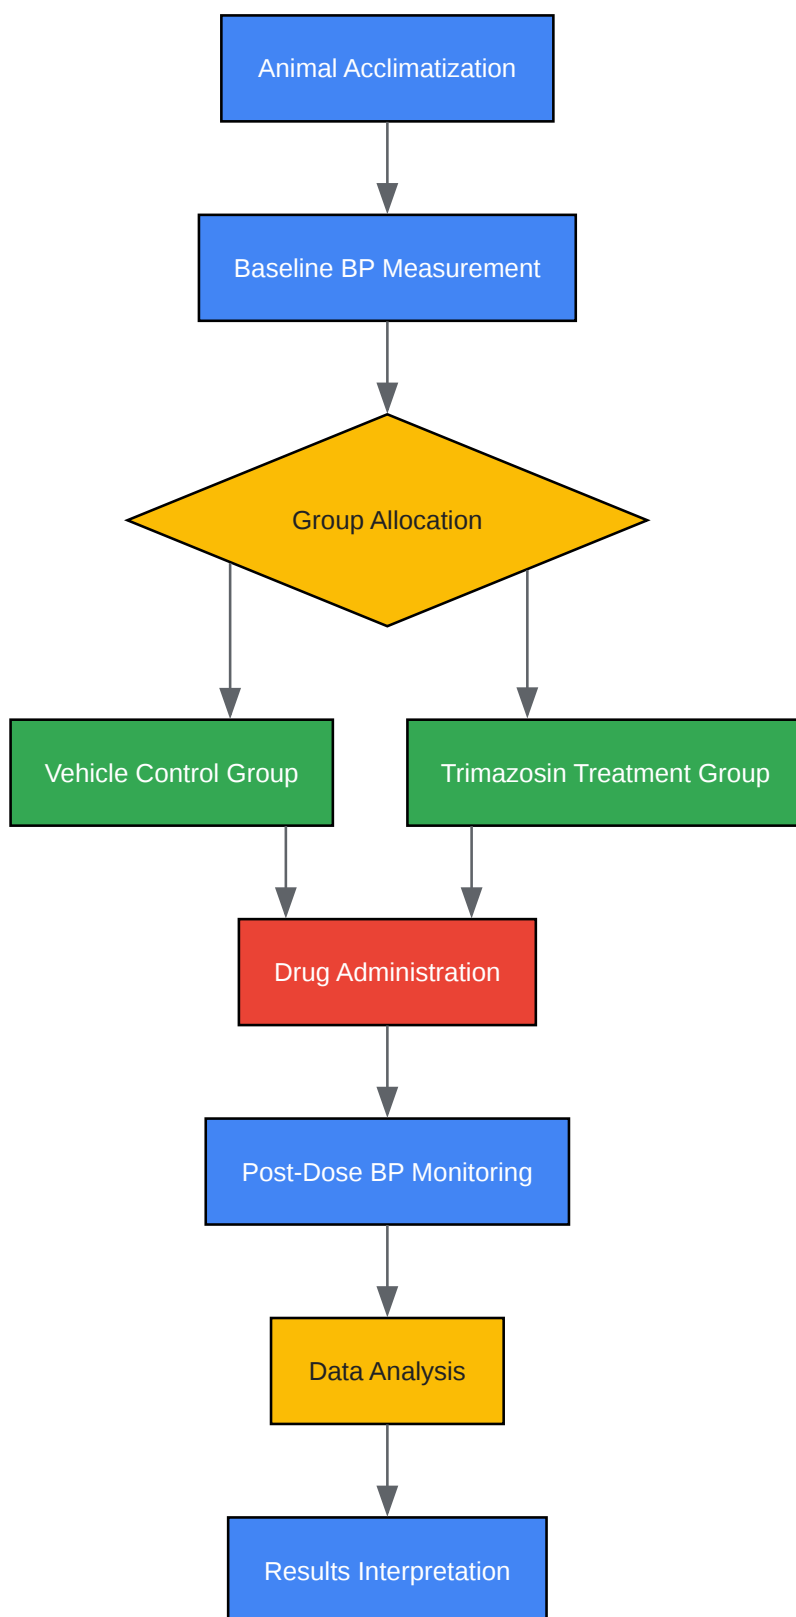 Animal Acclimatization
Baseline BP Measurement
Group Allocation
Vehicle Control Group
Trimazosin Treatment Group
Drug Administration
Post-Dose BP Monitoring
Data Analysis
Results Interpretation